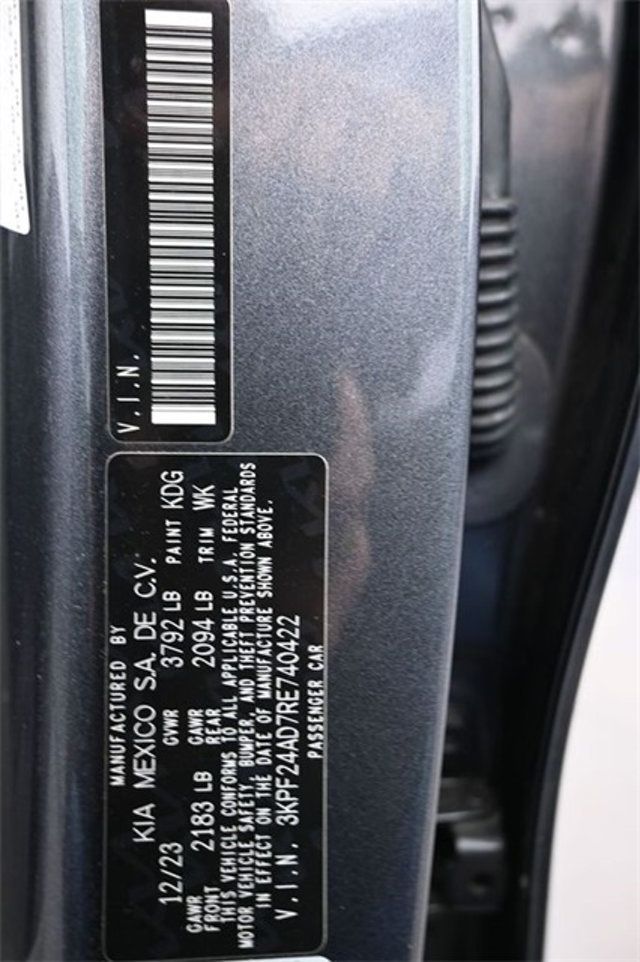 V.I.N.
MANUFACTURED BY
KIA MEXICO S.A. DE C.V.
12/23 GVWR 3792 LB PAINT KDG
GAWR FRONT 2183 LB GAWR REAR 2094 LB TRIM WK
THIS VEHICLE CONFORMS TO ALL APPLICABLE U.S.A. FEDERAL
MOTOR VEHICLE SAFETY, BUMPER, AND THEFT PREVENTION STANDARDS
IN EFFECT ON THE DATE OF MANUFACTURE SHOWN ABOVE.
V.I.N. 3KPF24AD7RE740422
PASSENGER CAR